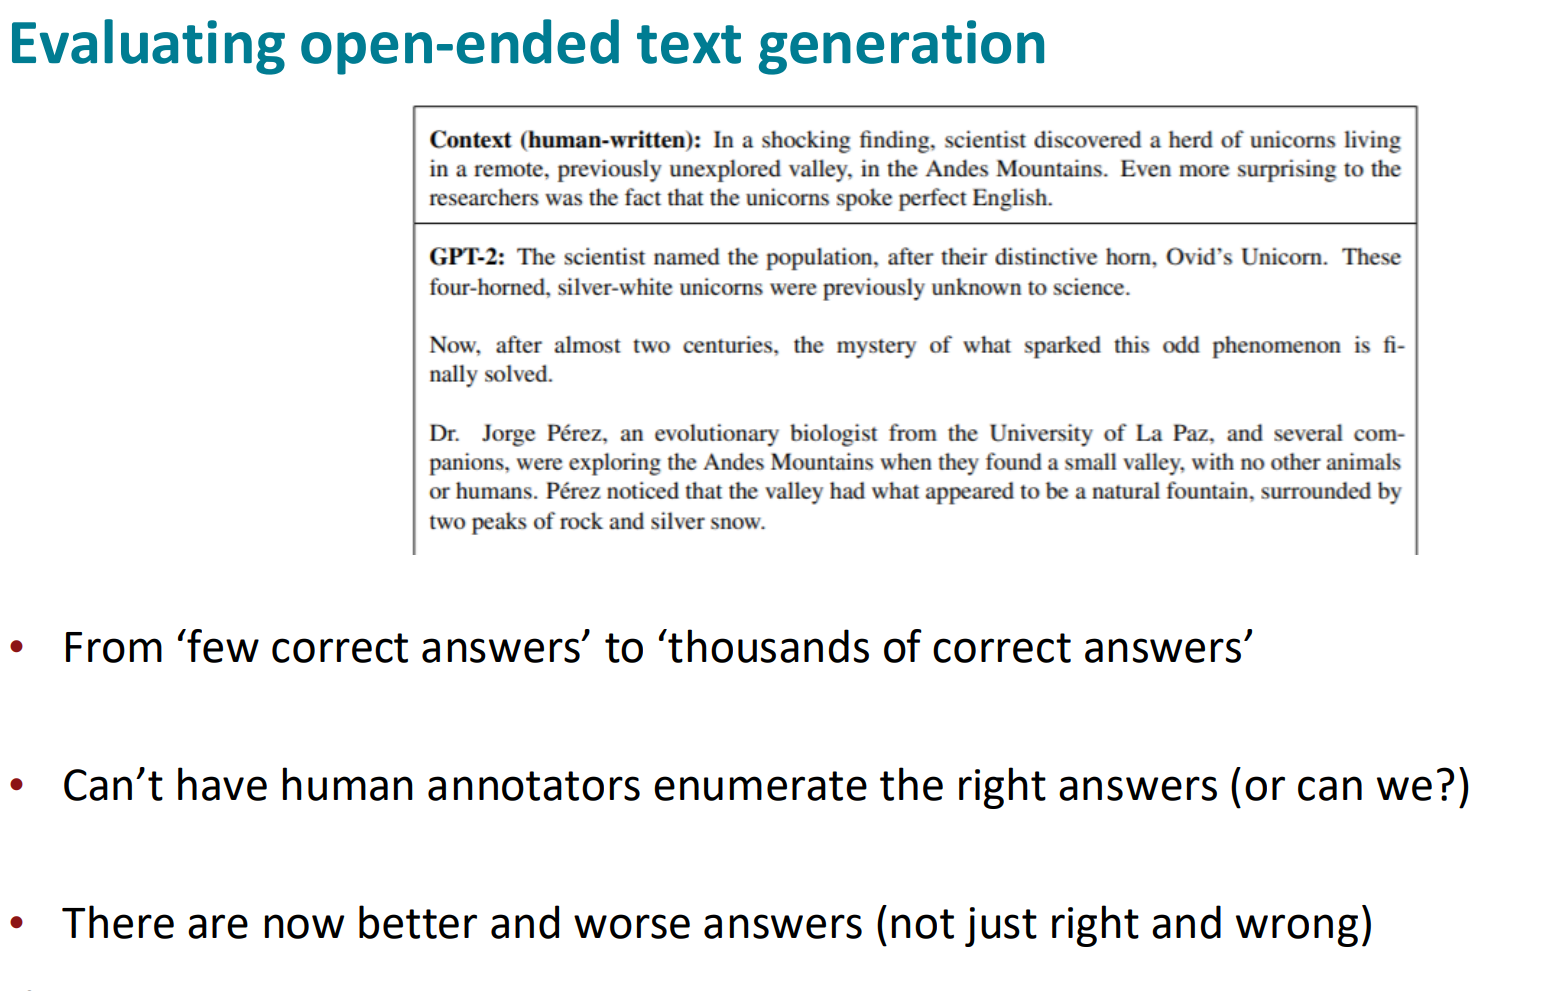 Evaluating open-ended text generation
Context (human-written): In a shocking finding, scientist discovered a herd of unicorns living
in a remote, previously unexplored valley, in the Andes Mountains. Even more surprising to the
researchers was the fact that the unicorns spoke perfect English.
GPT-2: The scientist named the population, after their distinctive horn, Ovid’s Unicorn. These
four-horned, silver-white unicorns were previously unknown to science.
Now, after almost two centuries, the mystery of what sparked this odd phenomenon is fi-
nally solved.
Dr. Jorge Pérez, an evolutionary biologist from the University of La Paz, and several com-
panions, were exploring the Andes Mountains when they found a small valley, with no other animals
or humans. Pérez noticed that the valley had what appeared to be a natural fountain, surrounded by
two peaks of rock and silver snow.
• From ‘few correct answers’ to ‘thousands of correct answers’
• Can’t have human annotators enumerate the right answers (or can we?)
• There are now better and worse answers (not just right and wrong)